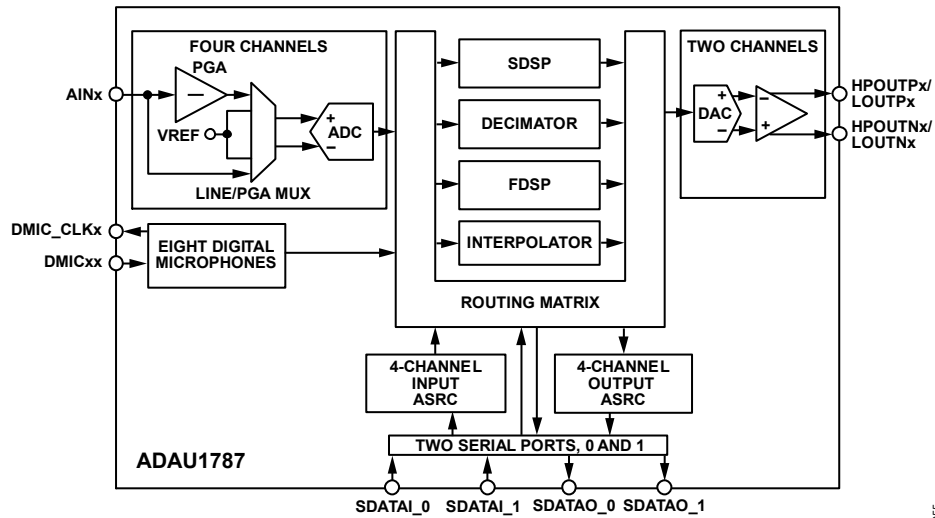 FOUR CHANNELS
PGA
AINx
VREF
+
ADC
−
LINE/PGA MUX
DMIC_CLKx
DMICxx
EIGHT DIGITAL
MICROPHONES
SDSP
DECIMATOR
FDSP
INTERPOLATOR
ROUTING MATRIX
TWO CHANNELS
+
DAC
−
−
+
HPOUTPx/
LOUTPx
HPOUTNx/
LOUTNx
4-CHANNEL
INPUT
ASRC
4-CHANNEL
OUTPUT
ASRC
TWO SERIAL PORTS, 0 AND 1
ADAU1787
SDATAI_0
SDATAI_1
SDATAO_0
SDATAO_1